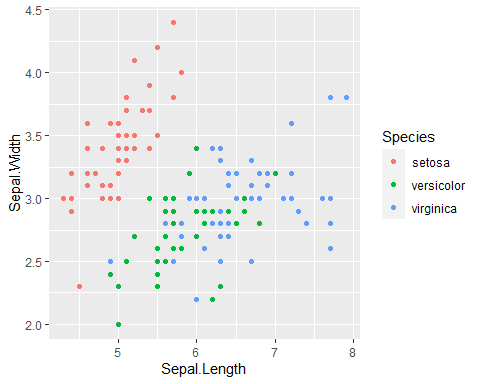 4.5
4.0
3.5
3.0
2.5
2.0
Sepal.Width
5
6
7
8
Sepal.Length
Species
setosa
versicolor
virginica